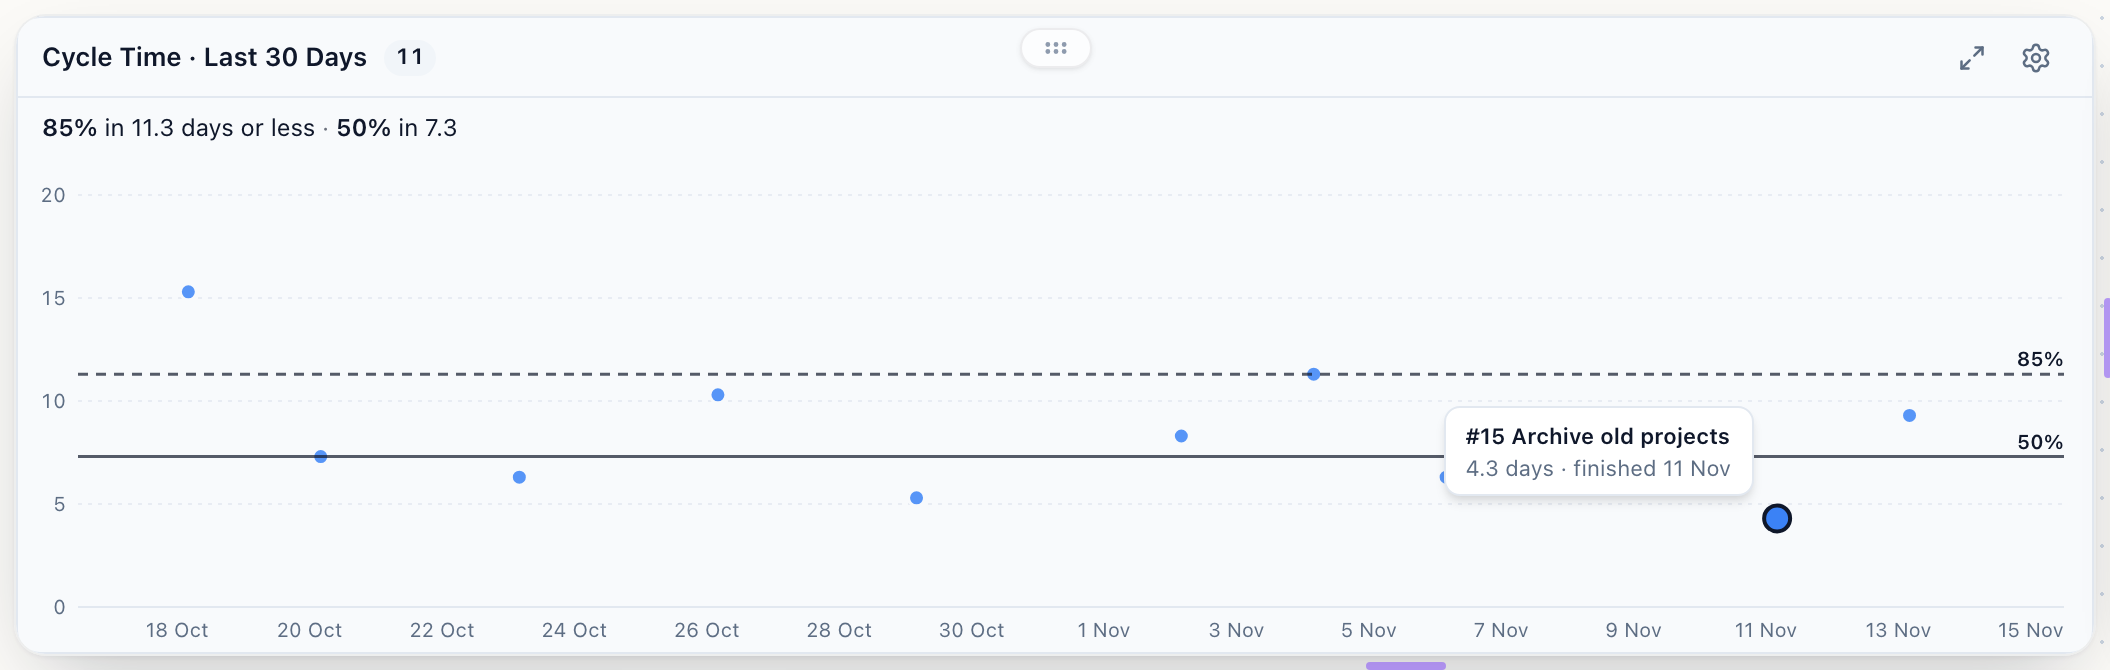 Cycle Time · Last 30 Days 11
85% in 11.3 days or less · 50% in 7.3
20
15
85%
10
#15 Archive old projects
50%
4.3 days · finished 11 Nov
5
0
18 Oct 20 Oct 22 Oct 24 Oct 26 Oct 28 Oct 30 Oct 1 Nov 3 Nov 5 Nov 7 Nov 9 Nov 11 Nov 13 Nov 15 Nov